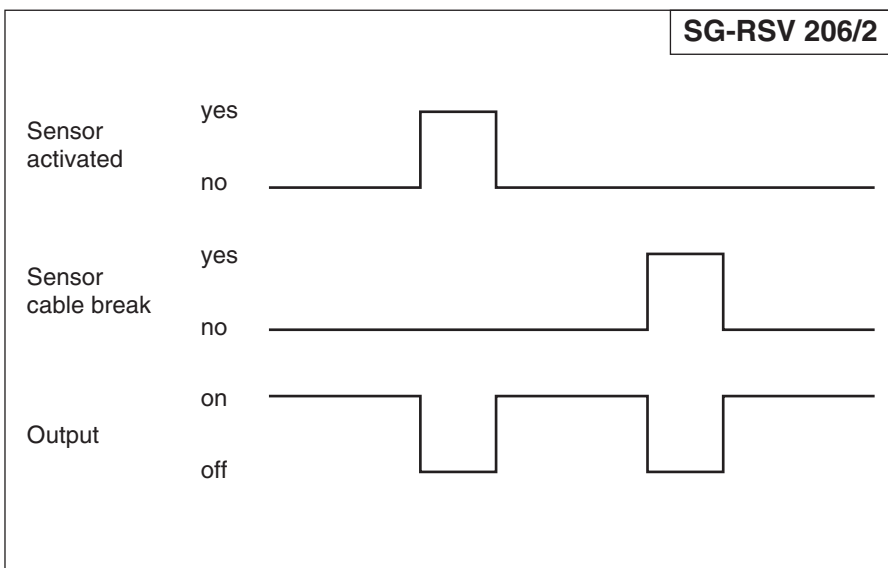 SG-RSV 206/2
Sensor
activated
yes
no
Sensor
cable break
yes
no
Output
on
off